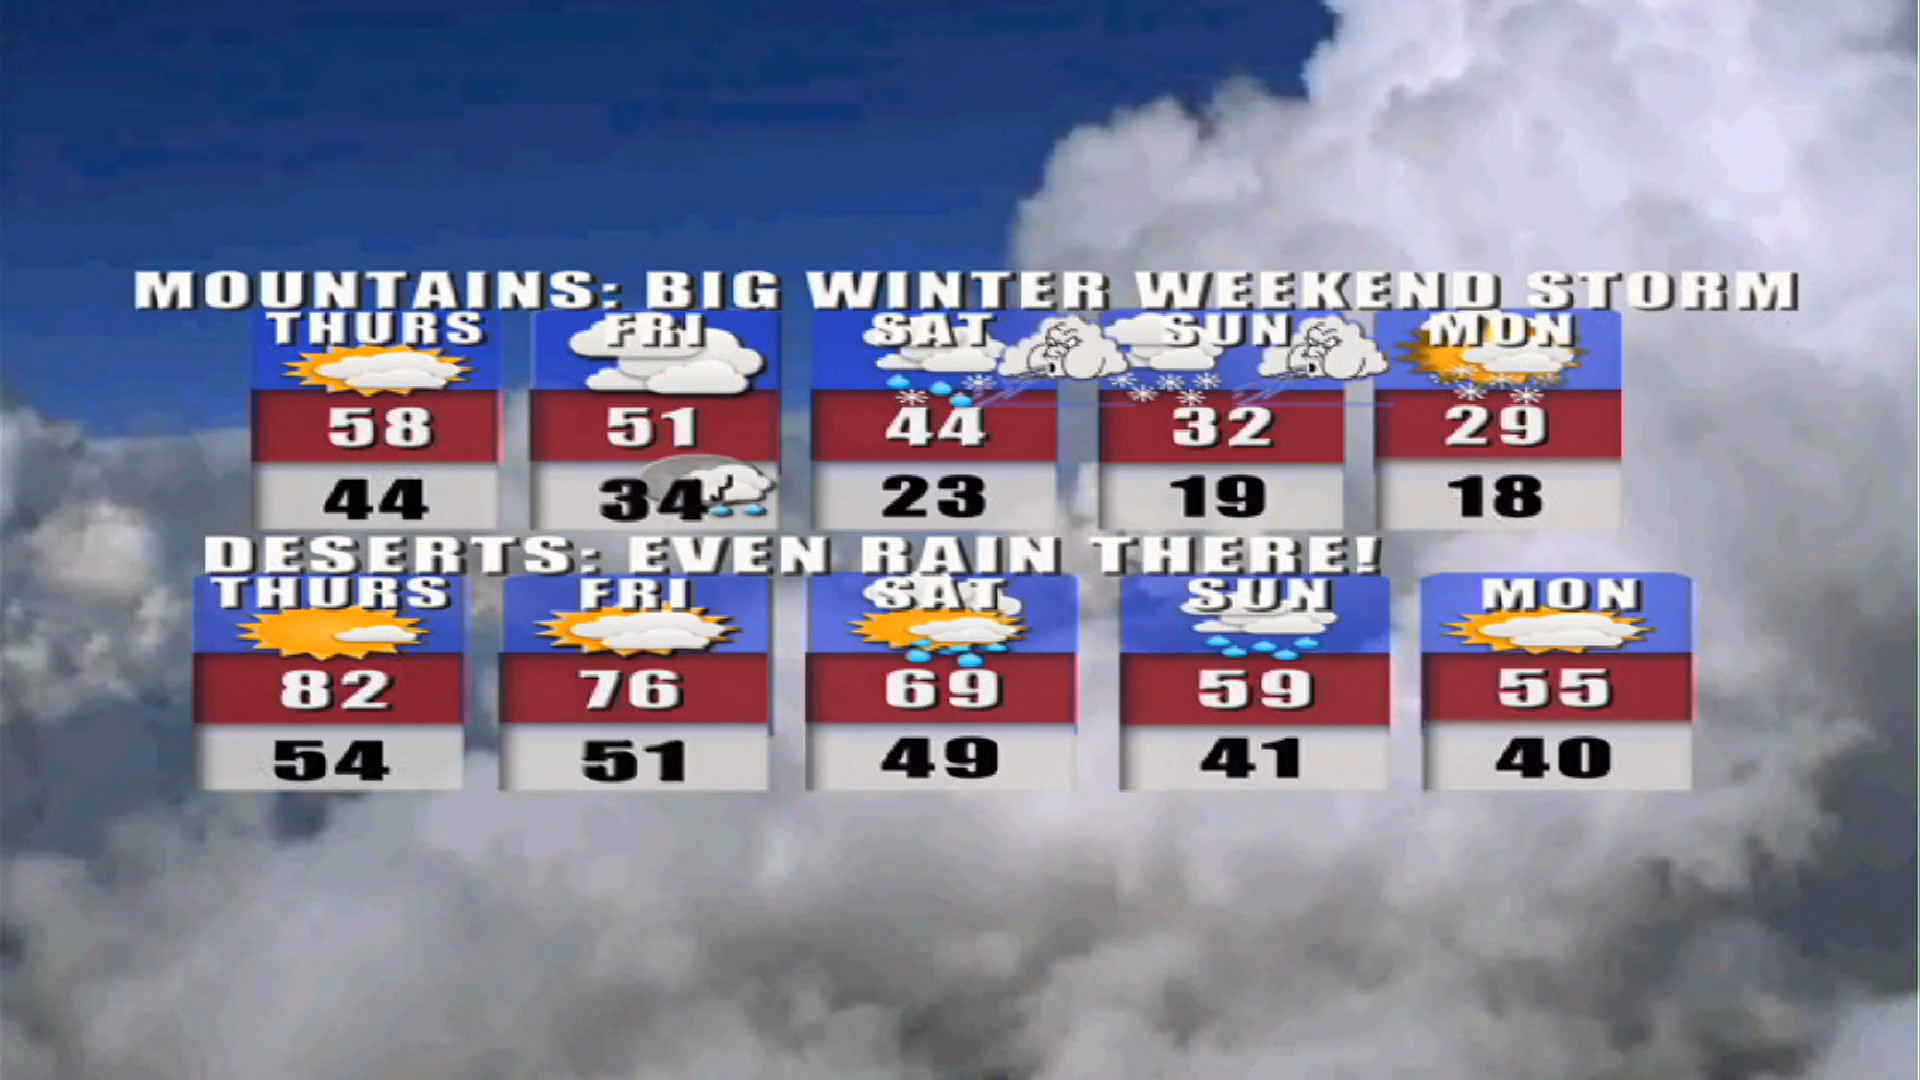 MOUNTAINS: BIG WINTER WEEKEND STORM
THURS FRI SAT SUN MON
58 51 44 32 29
44 34 23 19 18
DESERTS: EVEN RAIN THERE!
THURS FRI SAT SUN MON
82 76 69 59 55
54 51 49 41 40